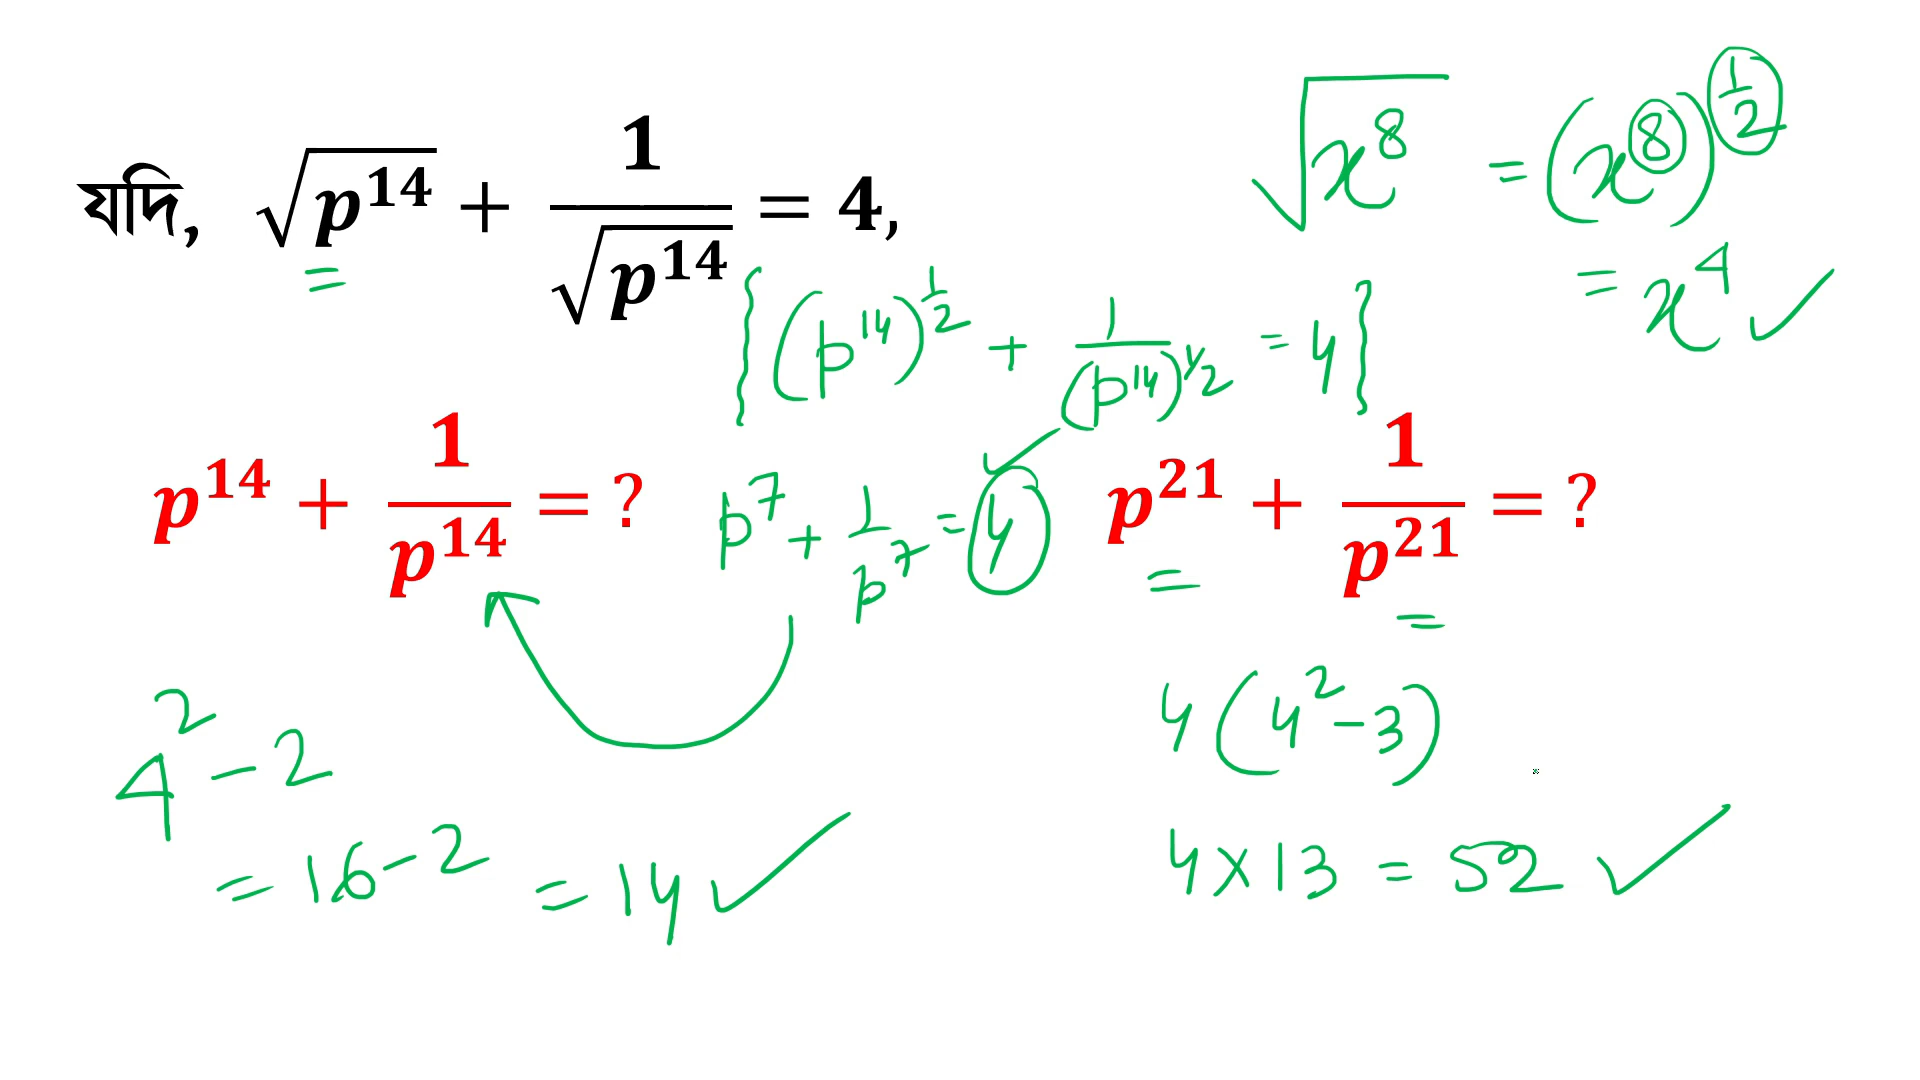 যদি, √p¹⁴ + 1/√p¹⁴ = 4,
√x⁸ = (x⁸)^(1/2)
= x⁴
{(p¹⁴)^(1/2) + 1/(p¹⁴)^(1/2) = 4}
p¹⁴ + 1/p¹⁴ = ?
p⁷ + 1/p⁷ = 4
p²¹ + 1/p²¹ = ?
4² - 2
= 16 - 2 = 14
4(4² - 3)
4 × 13 = 52